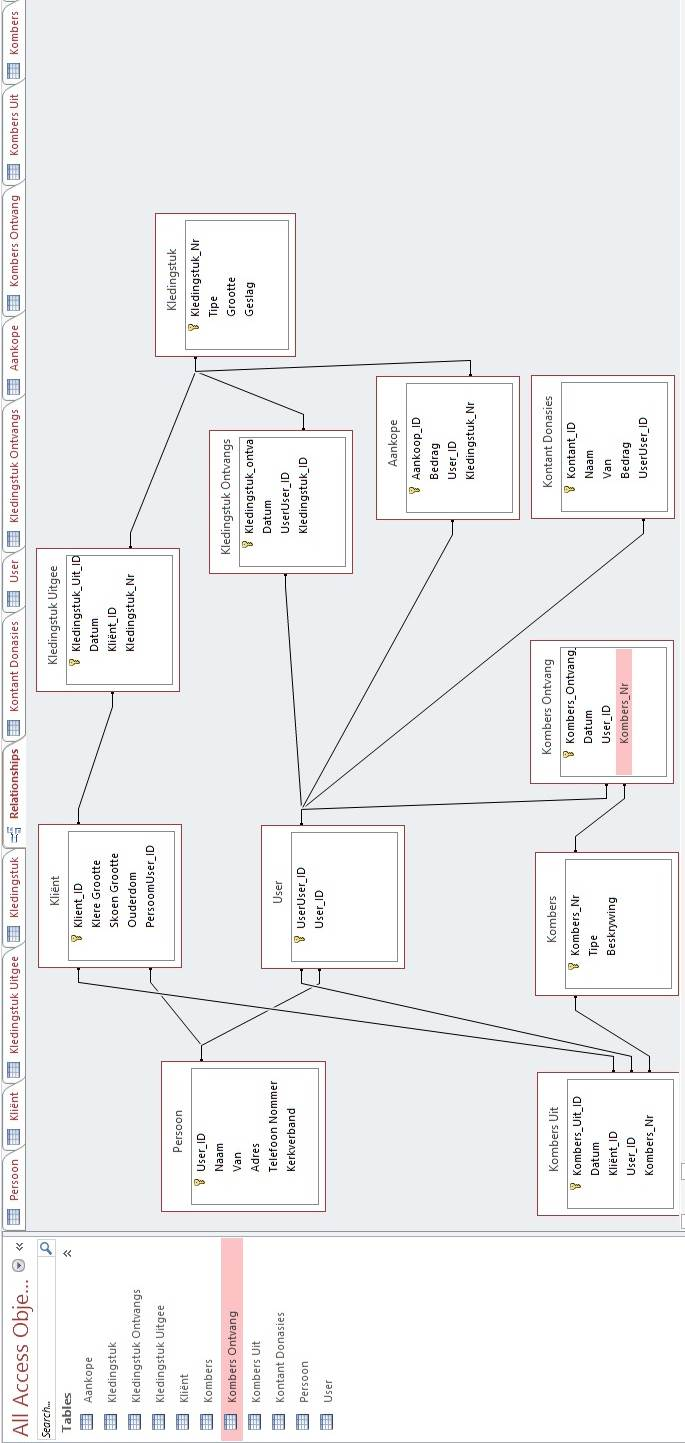 Persoon
Kliënt
Kledingstuk Uitgee
Kledingstuk
Relationships
Kontant Donasies
User
Kledingstuk Ontvangs
Aankope
Kombers Ontvang
Kombers Uit
Kombers
All Access Obje...
«
Search...
Tables
Aankope
Kledingstuk
Kledingstuk Ontvangs
Kledingstuk Uitgee
Kliënt
Kombers
Kombers Ontvang
Kombers Uit
Kontant Donasies
Persoon
User
Persoon
User_ID
Naam
Van
Adres
Telefoon Nommer
Kerkverband
Kombers Uit
Kombers_Uit_ID
Datum
Kliënt_ID
User_ID
Kombers_Nr
Kliënt
Klient_ID
Klere Grootte
Skoen Grootte
Ouderdom
PersoomUser_ID
User
UserUser_ID
User_ID
Kombers
Kombers_Nr
Tipe
Beskrywing
Kledingstuk Uitgee
Kledingstuk_Uit_ID
Datum
Kliënt_ID
Kledingstuk_Nr
Kombers Ontvang
Kombers_Ontvang_
Datum
User_ID
Kombers_Nr
Kledingstuk Ontvangs
Kledingstuk_ontva
Datum
UserUser_ID
Kledingstuk_ID
Aankope
Aankoop_ID
Bedrag
User_ID
Kledingstuk_Nr
Kontant Donasies
Kontant_ID
Naam
Van
Bedrag
UserUser_ID
Kledingstuk
Kledingstuk_Nr
Tipe
Grootte
Geslag